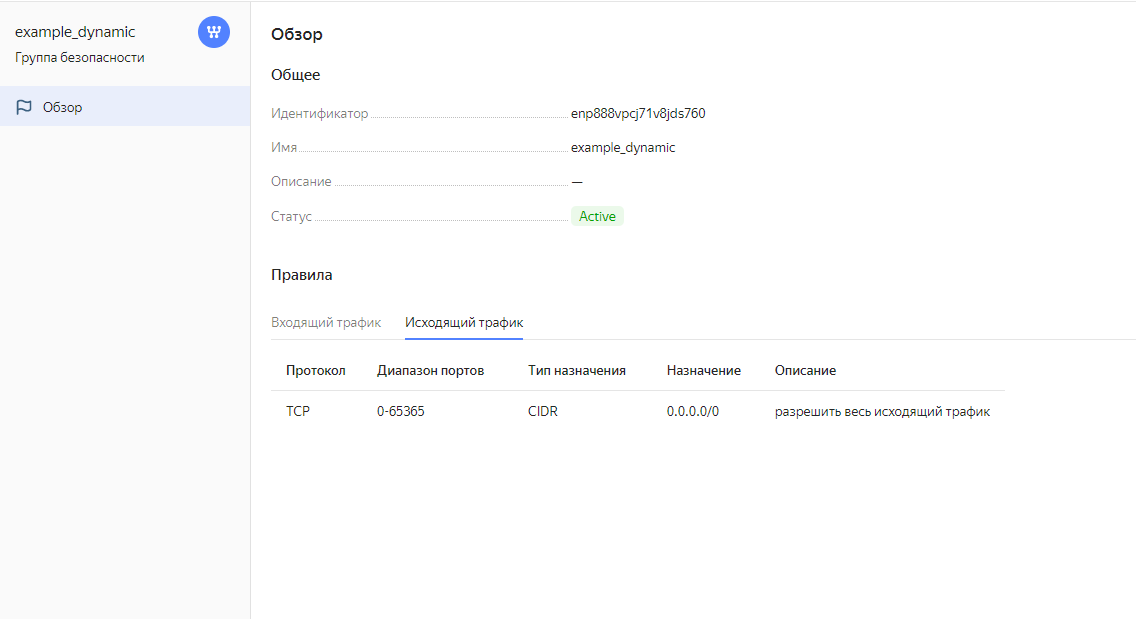 example_dynamic
Группа безопасности
Обзор
Обзор
Общее
Идентификатор enp888vpcj71v8jds760
Имя example_dynamic
Описание —
Статус Active
Правила
Входящий трафик Исходящий трафик
Протокол Диапазон портов Тип назначения Назначение Описание
TCP 0-65365 CIDR 0.0.0.0/0 разрешить весь исходящий трафик